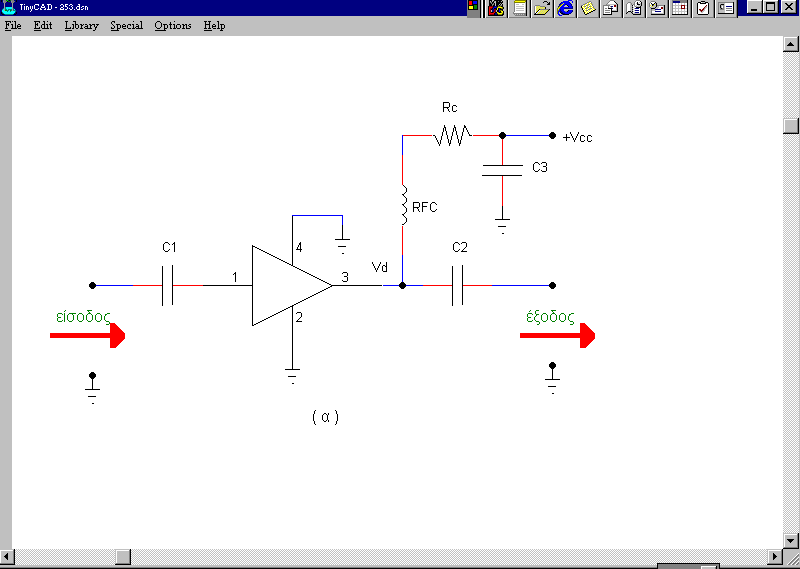 TinyCAD - 253.dsn
File Edit Library Special Options Help
Rc
+Vcc
C3
RFC
C1
4
C2
1
3
Vd
2
είσοδος
έξοδος
( α )